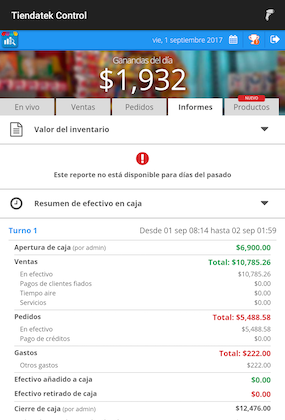 Tiendatek Control
vie, 1 septiembre 2017
Ganancias del día
$1,932
En vivo Ventas Pedidos Informes Productos
NUEVO
Valor del inventario
Este reporte no está disponible para días del pasado
Resumen de efectivo en caja
Turno 1 Desde 01 sep 08:14 hasta 02 sep 01:59
Apertura de caja (por admin) $6,900.00
Ventas Total: $10,785.26
En efectivo $10,785.26
Pagos de clientes fiados $0,00
Tiempo aire $0,00
Servicios $0,00
Pedidos Total: $5,488.58
En efectivo $5,488.58
Pago de créditos $0,00
Gastos Total: $222.00
Otros gastos $222.00
Efectivo añadido a caja $0.00
Efectivo retirado de caja $0.00
Cierre de caja (por admin) $12,476.00